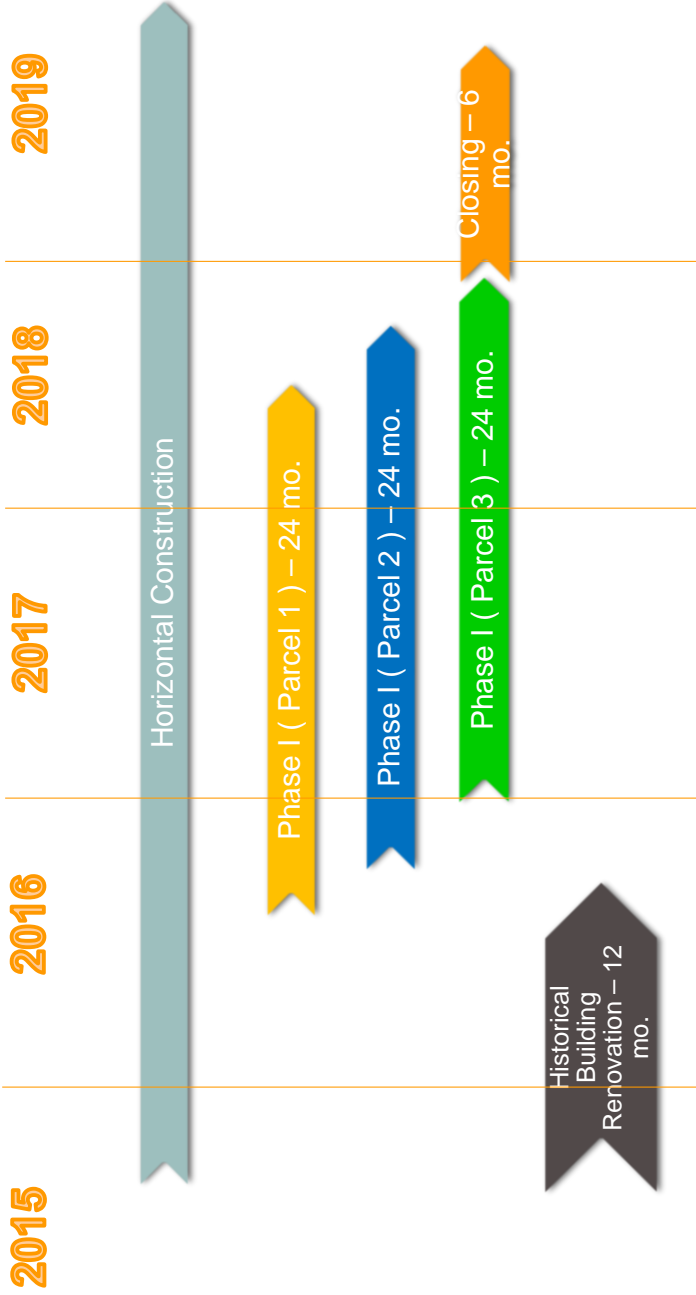 2015
2016
2017
2018
2019
Horizontal Construction
Phase I ( Parcel 1 ) – 24 mo.
Phase I ( Parcel 2 ) – 24 mo.
Phase I ( Parcel 3 ) – 24 mo.
Closing – 6
mo.
Historical
Building
Renovation – 12
mo.